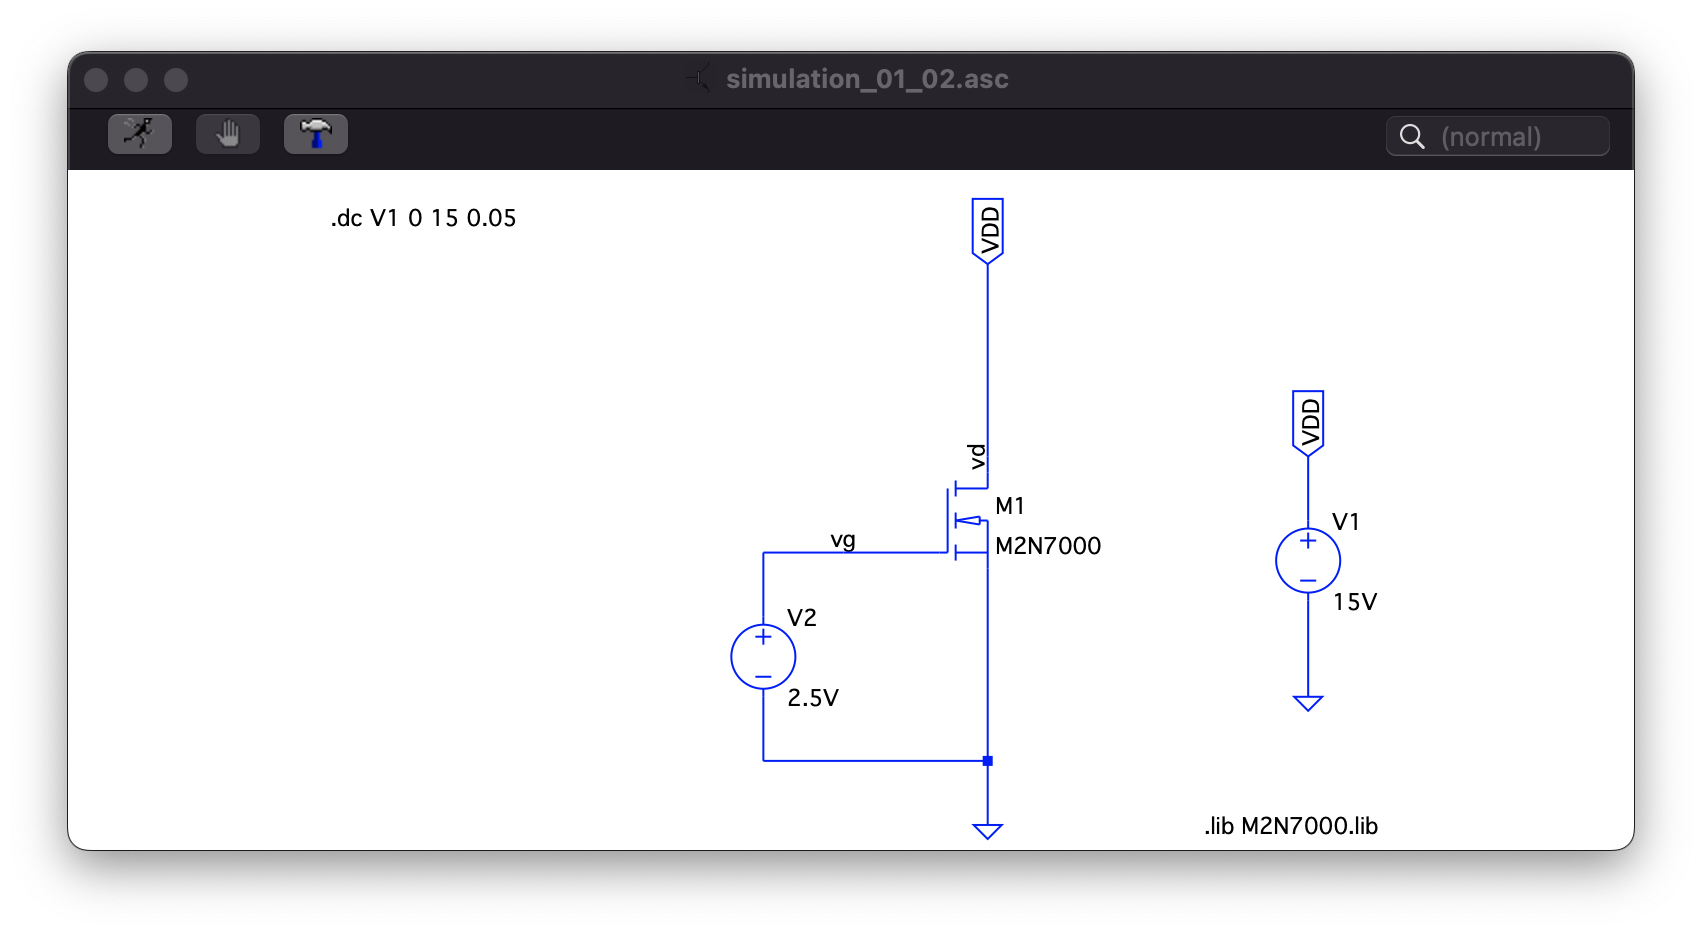 simulation_01_02.asc
(normal)
.dc V1 0 15 0.05
VDD
VDD
vd
M1
V1
vg
M2N7000
15V
V2
2.5V
.lib M2N7000.lib